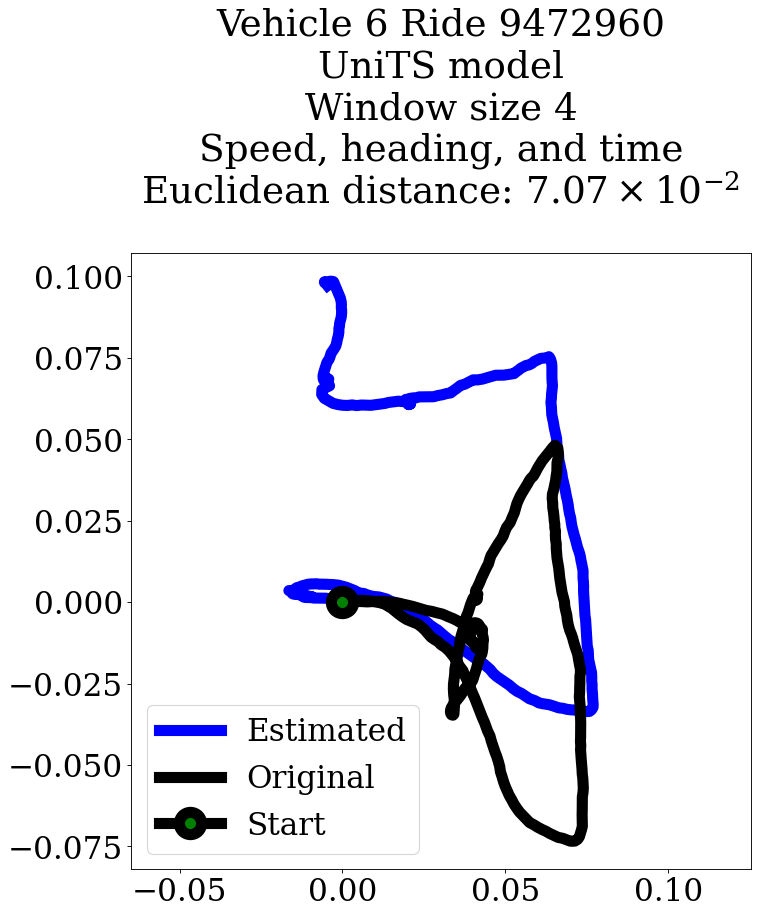 Vehicle 6 Ride 9472960
UniTS model
Window size 4
Speed, heading, and time
Euclidean distance: 7.07 × 10⁻²
0.100
0.075
0.050
0.025
0.000
−0.025
−0.050
−0.075
Estimated
Original
Start
−0.05 0.00 0.05 0.10